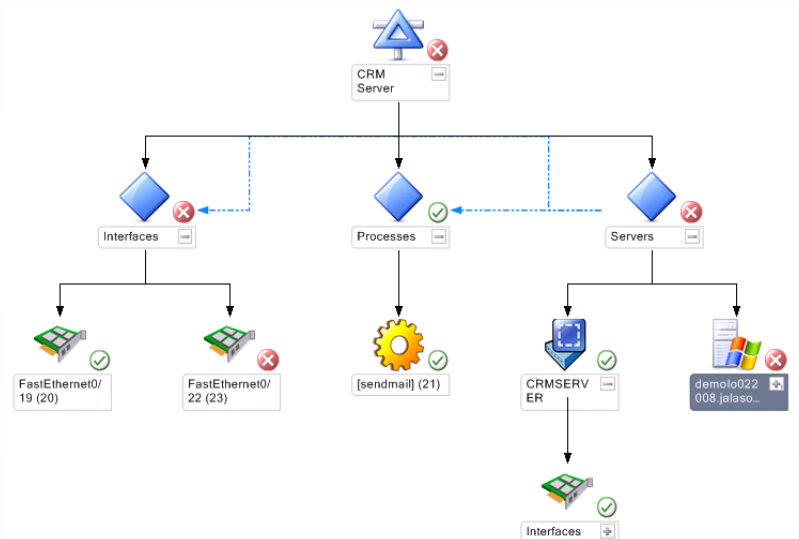 CRM
Server
Interfaces
Processes
Servers
FastEthernet0/
19 (20)
FastEthernet0/
22 (23)
[sendmail] (21)
CRMSERV
ER
demolo022
008.jalaso...
Interfaces